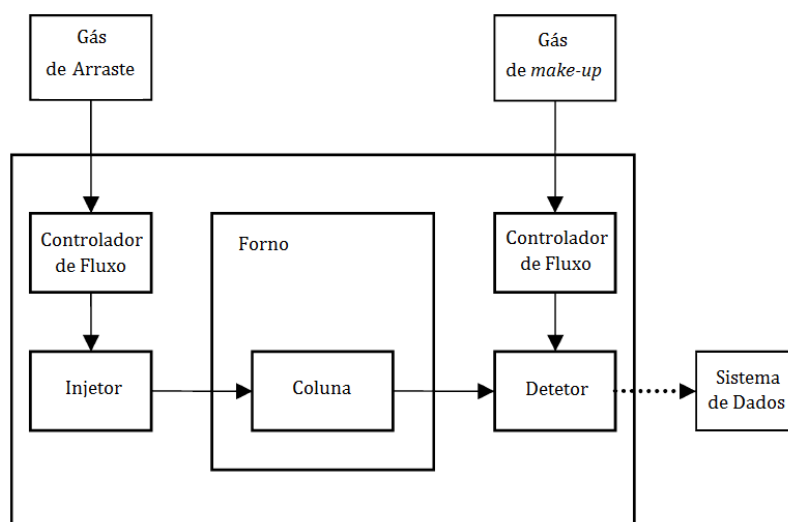 Gás
de Arraste
Gás
de make-up
Controlador
de Fluxo
Forno
Controlador
de Fluxo
Injetor
Coluna
Detetor
Sistema
de Dados